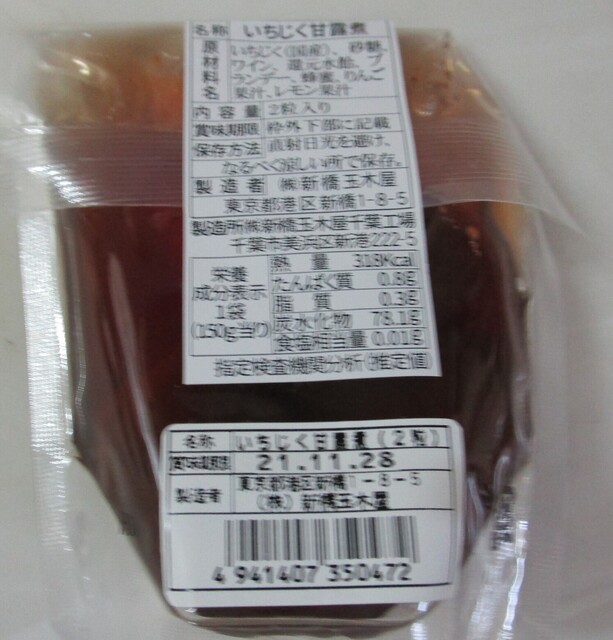 名称 いちじく甘露煮
原材料名 いちじく(国産)、砂糖、
ワイン、還元水飴、ブ
ランデー、蜂蜜、りんご
果汁、レモン果汁
内容量 2粒入り
賞味期限 枠外下部に記載
保存方法 直射日光を避け、
なるべく涼しい所で保存。
製造者 ㈱新橋玉木屋
東京都港区新橋1-8-5
製造所㈱新橋玉木屋千葉工場
千葉市美浜区新港222-5
栄養成分表示
1袋
(150g当り)
熱量 318Kcal
たんぱく質 0.8g
脂質 0.3g
炭水化物 78.1g
食塩相当量 0.01g
指定検査機関分析(推定値)
名称 いちじく甘露煮(2粒)
賞味期限 21.11.28
製造者 東京都港区新橋1-8-5
(株)新橋玉木屋
4 941407 350472